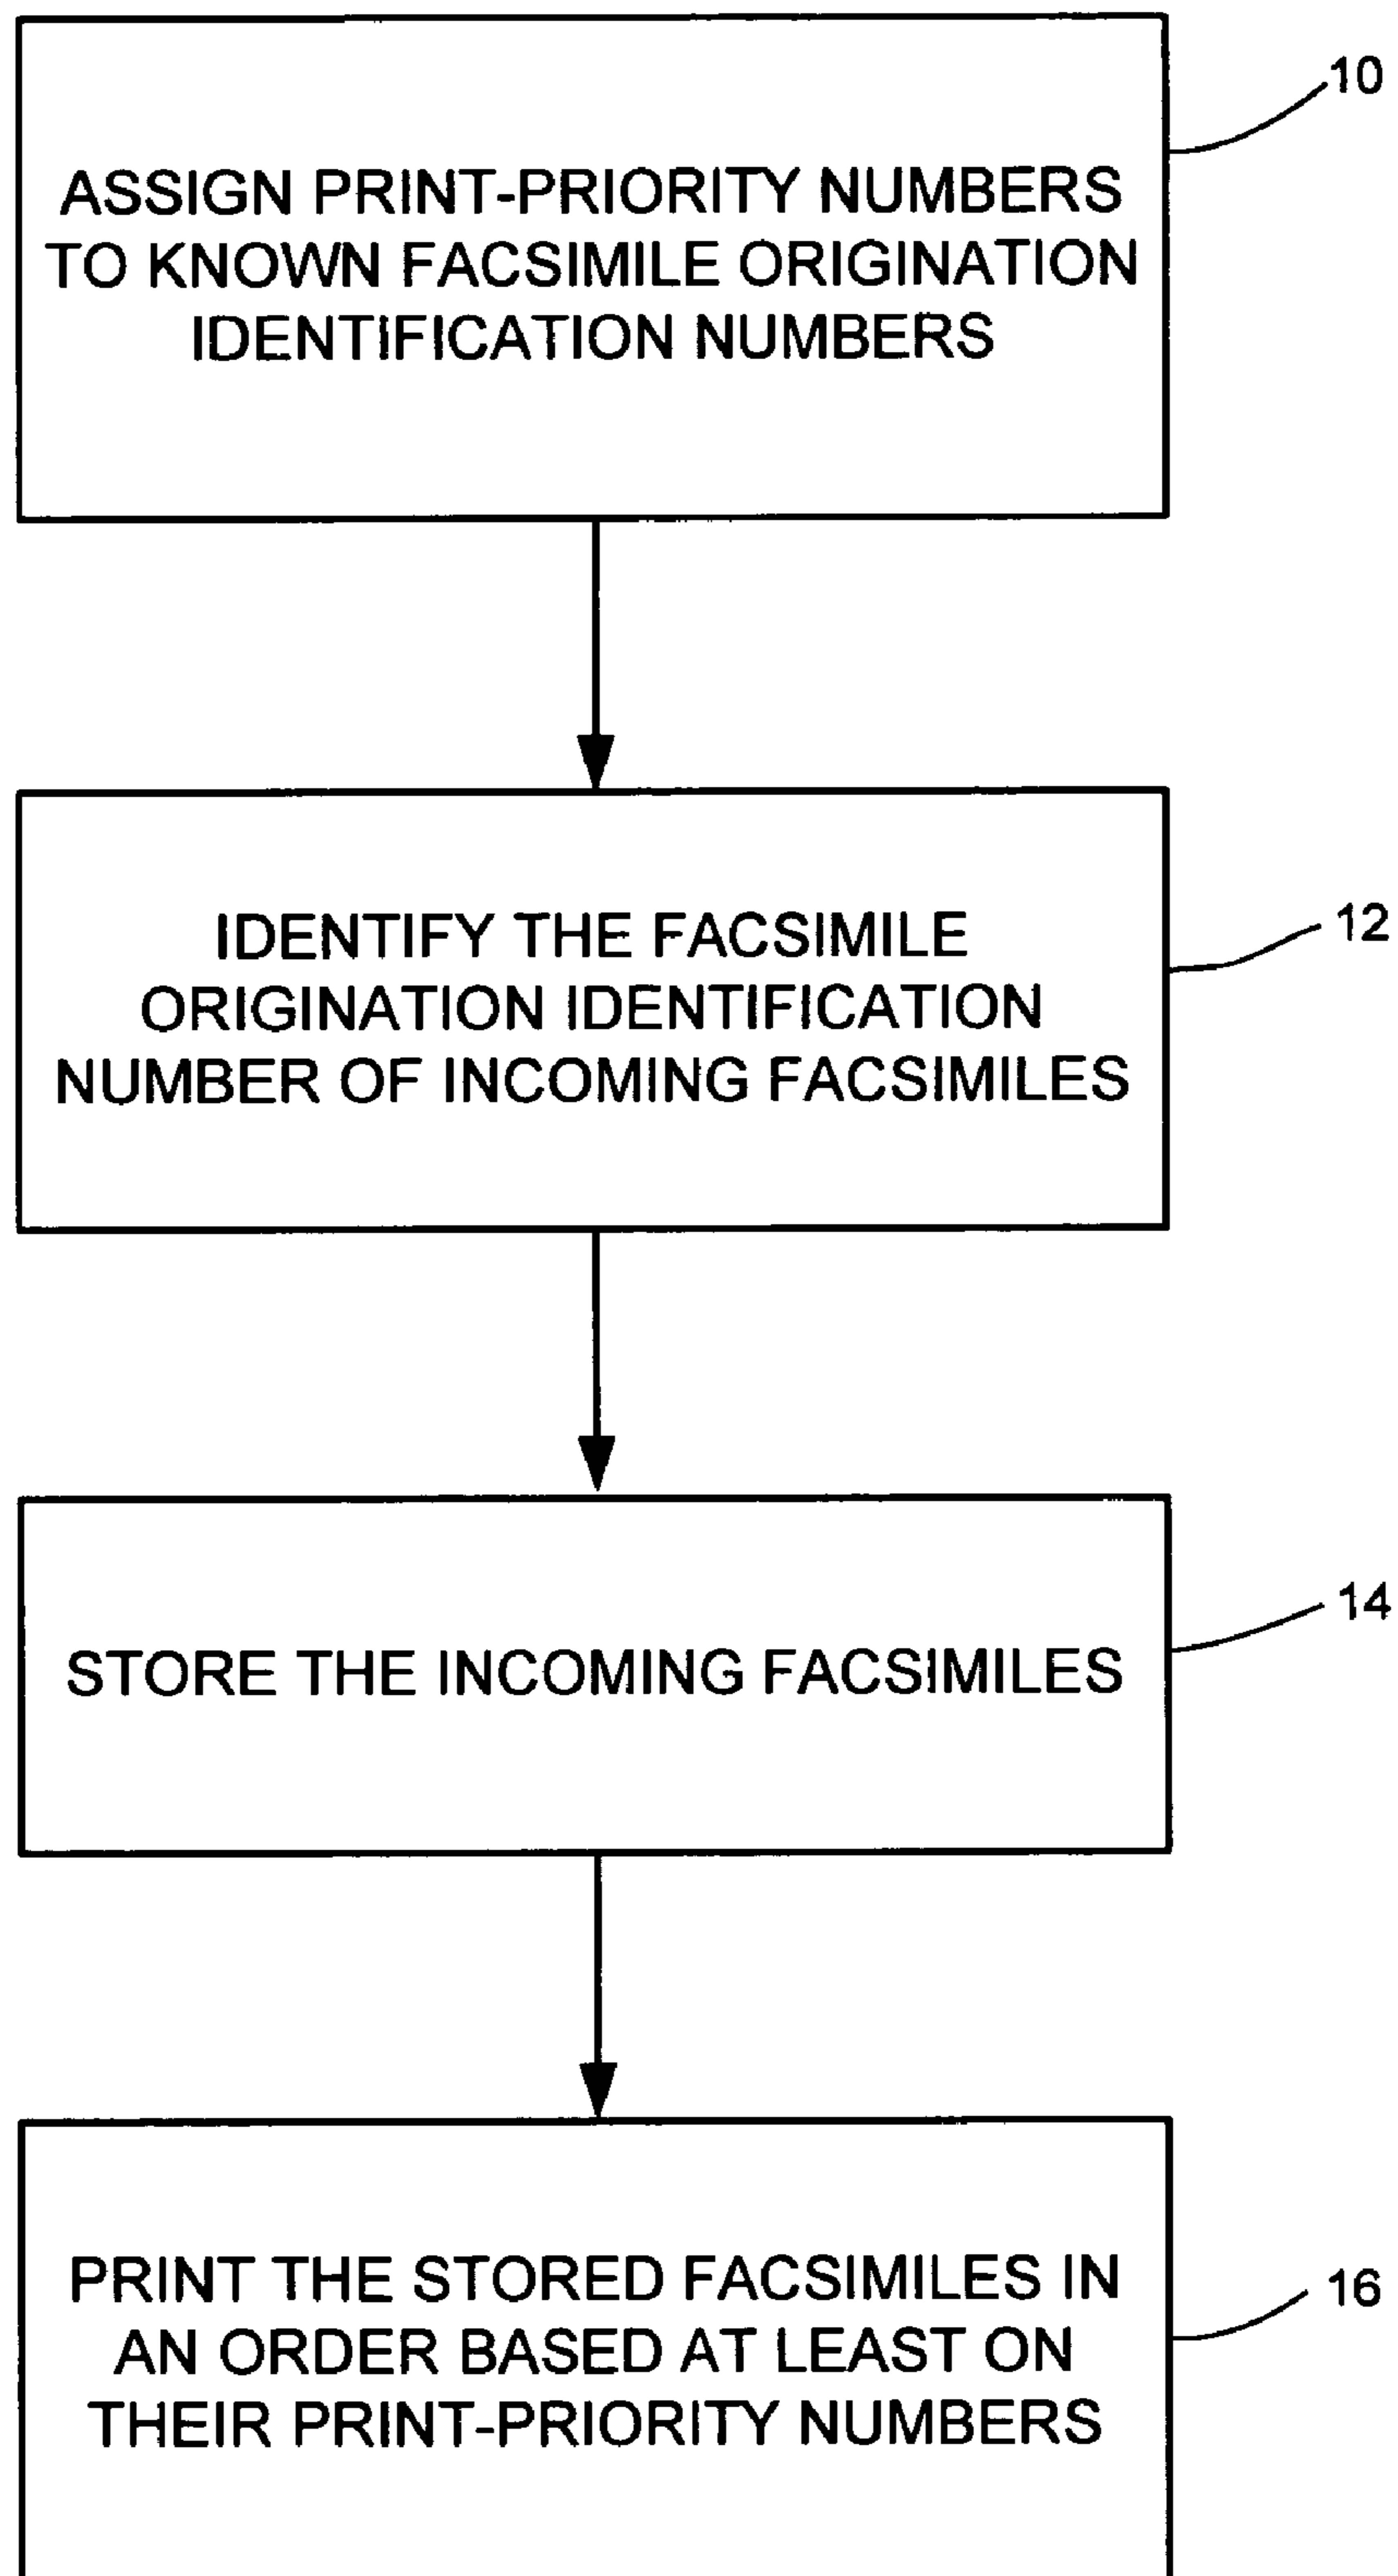 10
ASSIGN PRINT-PRIORITY NUMBERS
TO KNOWN FACSIMILE ORIGINATION
IDENTIFICATION NUMBERS
12
IDENTIFY THE FACSIMILE
ORIGINATION IDENTIFICATION
NUMBER OF INCOMING FACSIMILES
14
STORE THE INCOMING FACSIMILES
16
PRINT THE STORED FACSIMILES IN
AN ORDER BASED AT LEAST ON
THEIR PRINT-PRIORITY NUMBERS